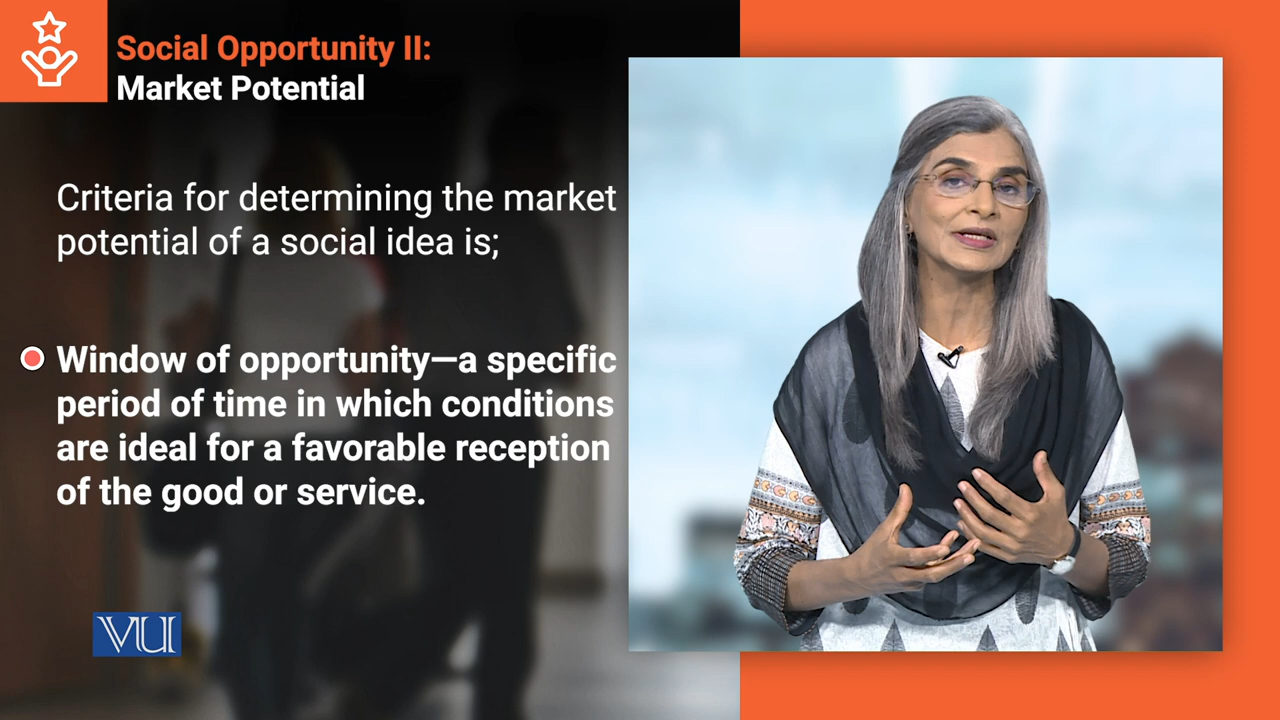 Social Opportunity II:
Market Potential
Criteria for determining the market
potential of a social idea is;
Window of opportunity—a specific
period of time in which conditions
are ideal for a favorable reception
of the good or service.
VU